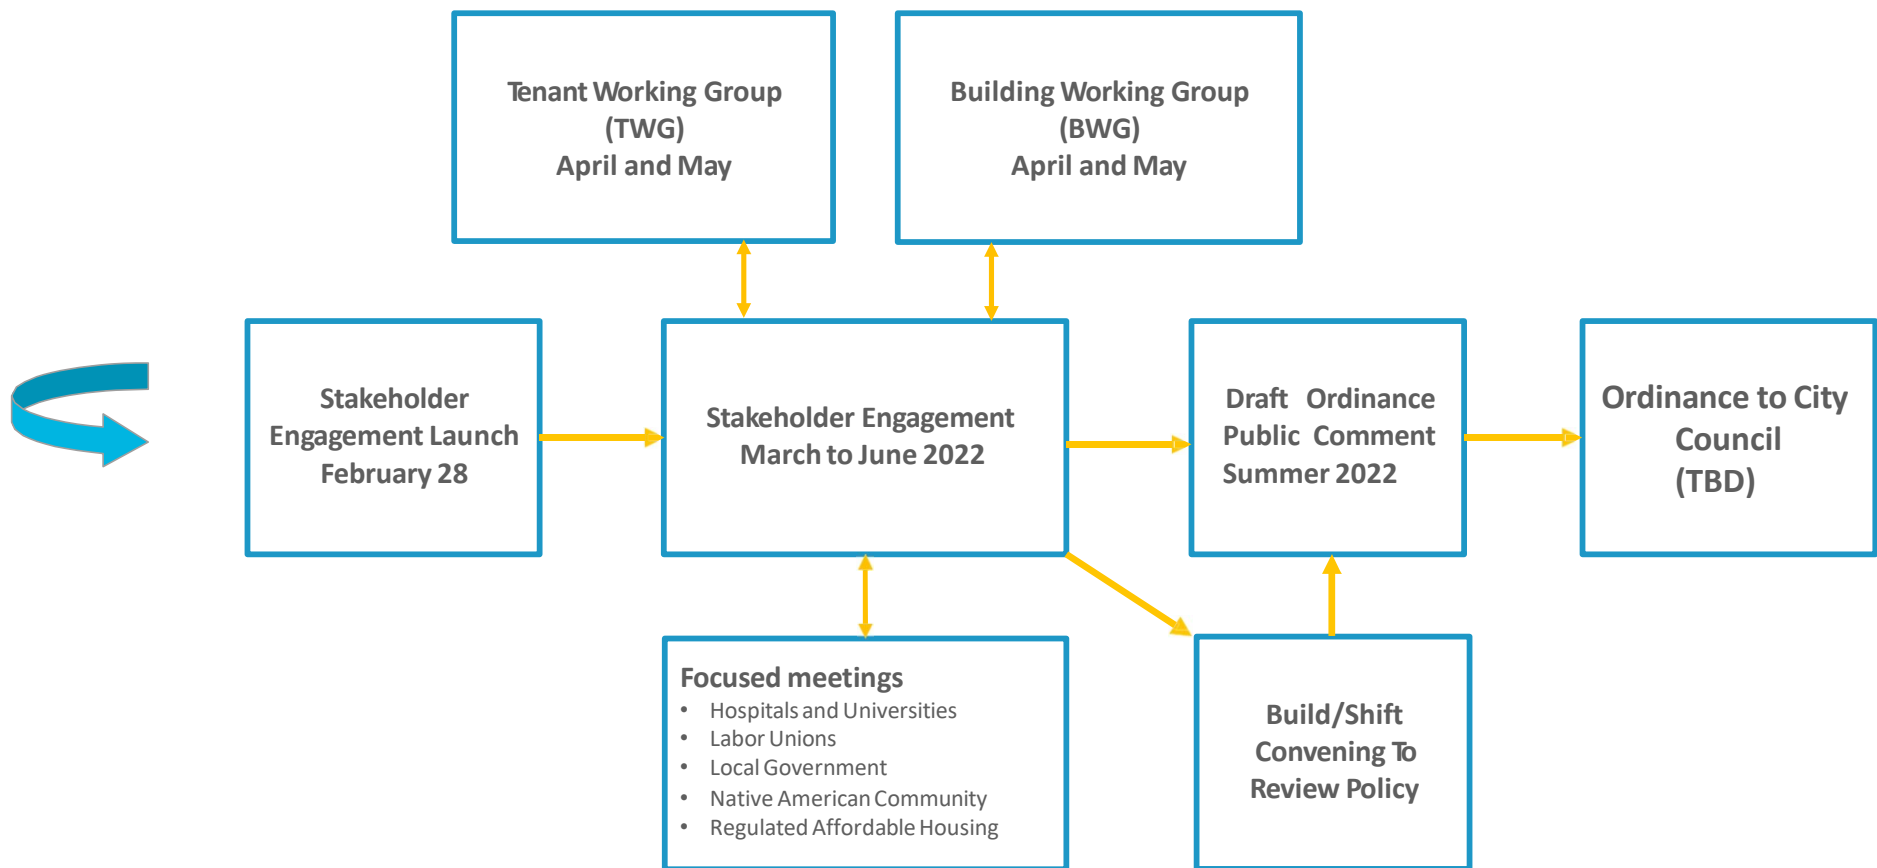 Tenant Working Group
(TWG)
April and May
Building Working Group
(BWG)
April and May
Stakeholder
Engagement Launch
February 28
Stakeholder Engagement
March to June 2022
Draft Ordinance
Public Comment
Summer 2022
Ordinance to City
Council
(TBD)
Focused meetings
• Hospitals and Universities
• Labor Unions
• Local Government
• Native American Community
• Regulated Affordable Housing
Build/Shift
Convening To
Review Policy